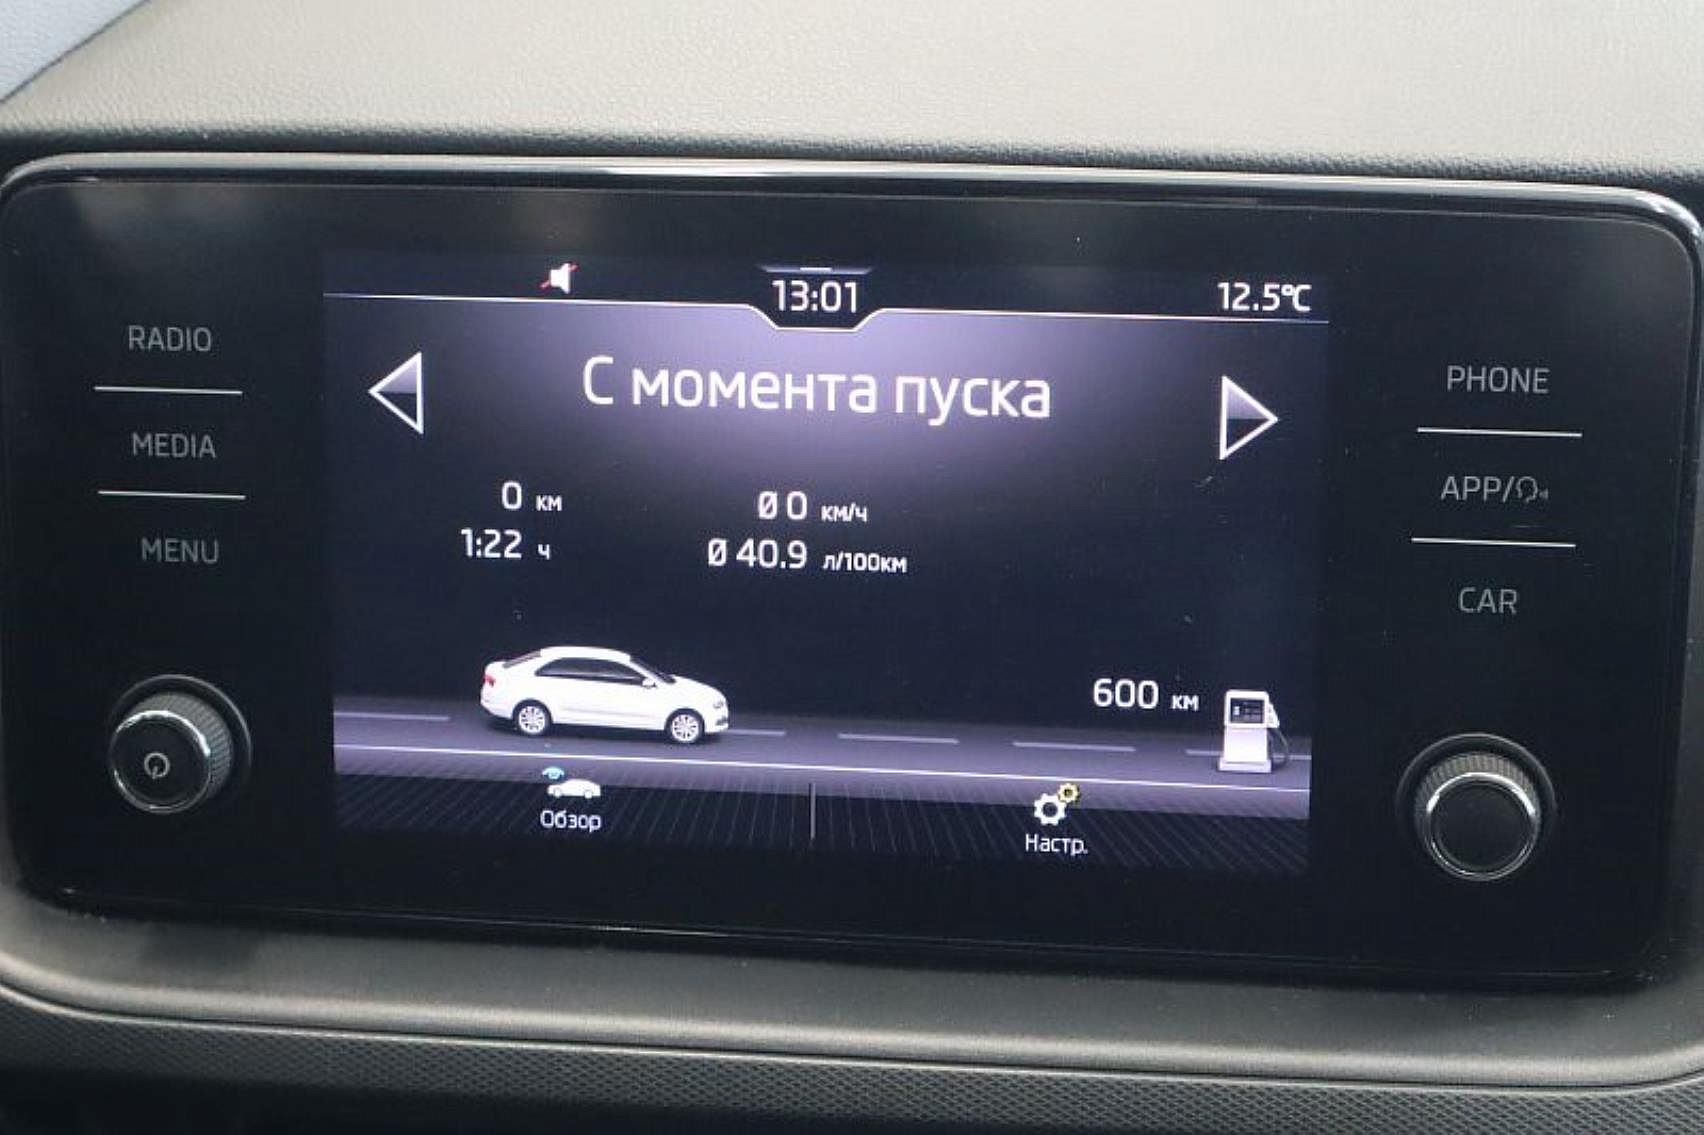 13:01
12.5°C
RADIO
MEDIA
MENU
С момента пуска
PHONE
APP/
CAR
0 км
Ø 0 км/ч
1:22 ч
Ø 40.9 л/100км
600 км
Обзор
Настр.